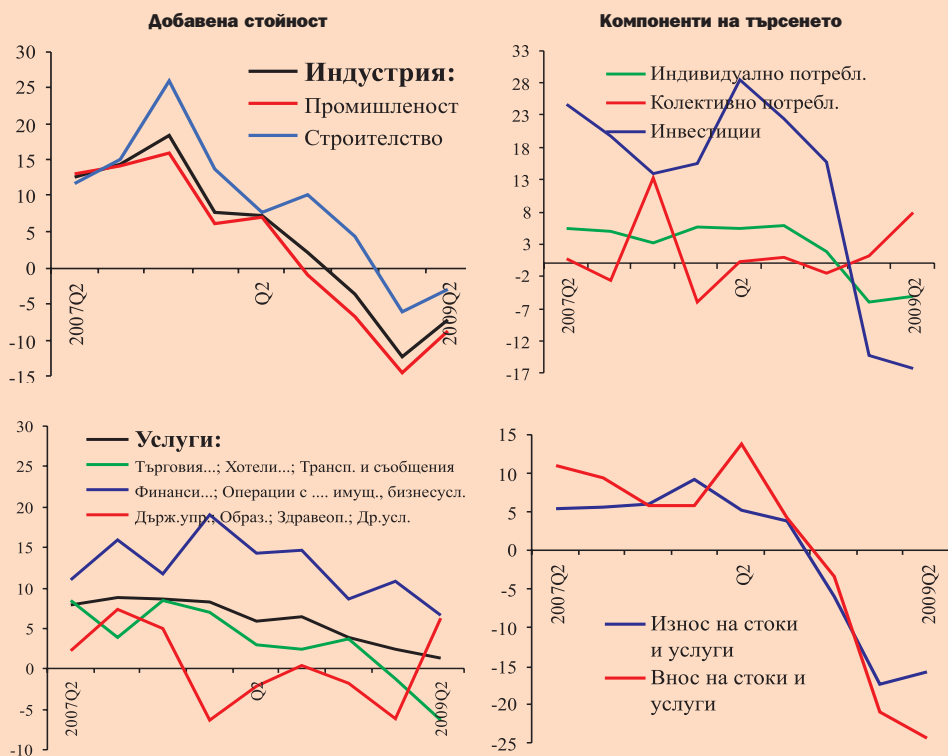 Добавена стойност
30
25
20
15
10
5
0
-5
-10
-15
Индустрия:
Промишленост
Строителство
2007Q2
Q2
2009Q2
Компоненти на търсенето
33
28
23
18
13
8
3
-2
-7
-12
-17
Индивидуално потребл.
Колективно потребл.
Инвестиции
2007Q2
Q2
2009Q2
30
25
20
15
10
5
0
-5
-10
Услуги:
Търговия...; Хотели...; Трансп. и съобщения
Финанси...; Операции с .... имущ., бизнесусл.
Държ.упр.; Образ.; Здравеоп.; Др.усл.
2007Q2
Q2
2009Q2
15
10
5
0
-5
-10
-15
-20
-25
2007Q2
Q2
2009Q2
Износ на стоки
и услуги
Внос на стоки и
услуги